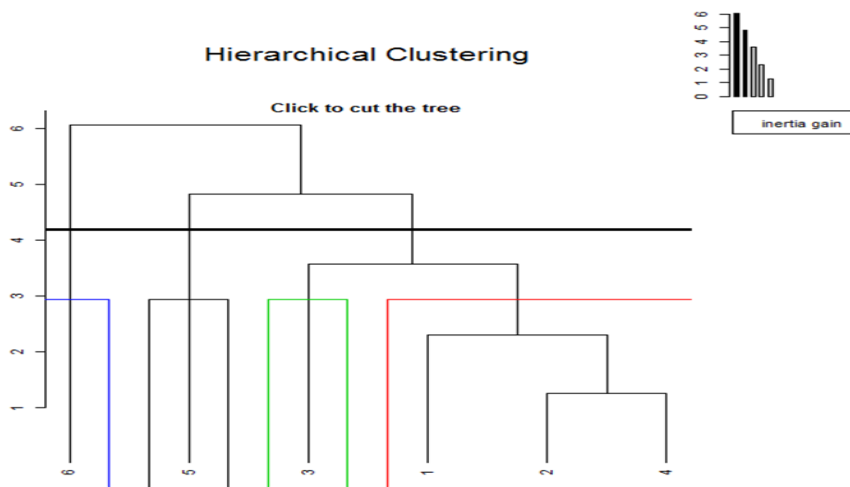 Hierarchical Clustering
Click to cut the tree
0 1 2 3 4 5 6
inertia gain
1 2 3 4 5 6
6 5 3 1 2 4